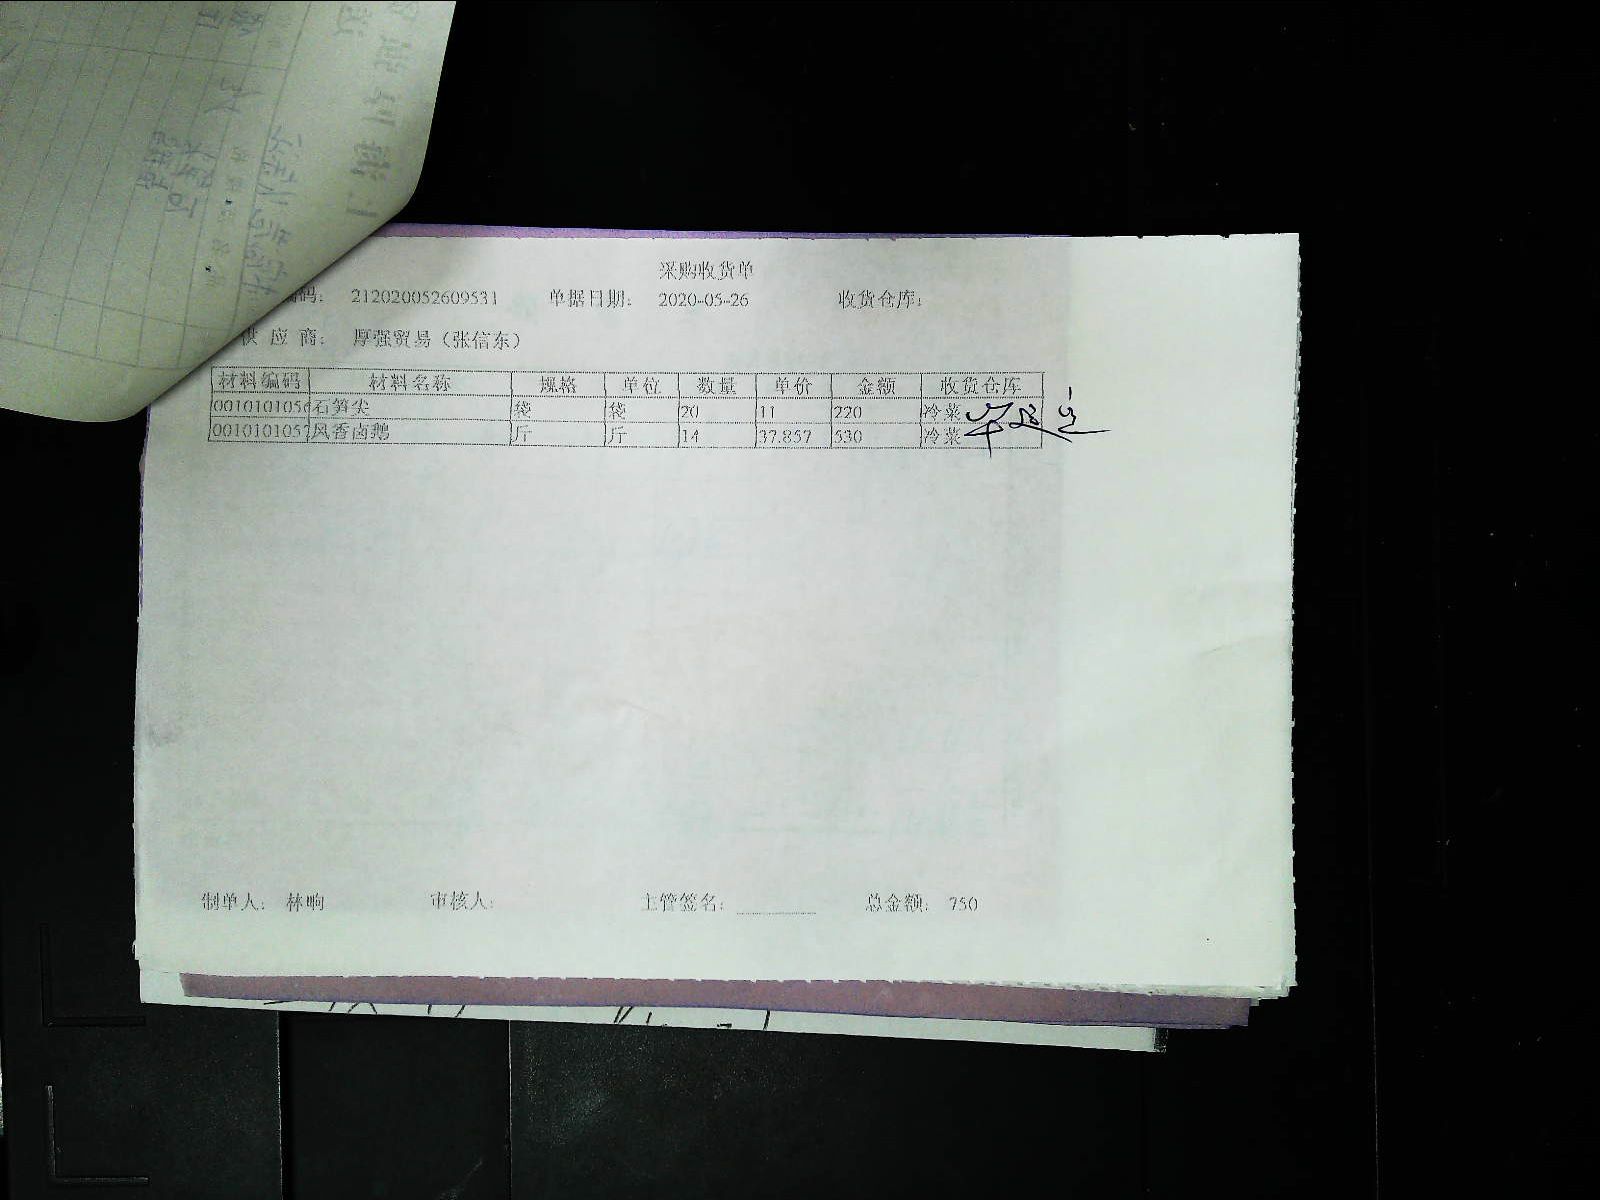 采购收货单
编码： 212020052609531 单据日期： 2020-05-26 收货仓库：
供应商： 厚强贸易（张信东）
材料编码 材料名称 规格 单位 数量 单价 金额 收货仓库
0010101056 石笋尖 袋 袋 20 11 220 冷菜
0010101057 风香卤鹅 斤 斤 14 37.857 530 冷菜
制单人： 林响 审核人： 主管签名： 总金额： 750